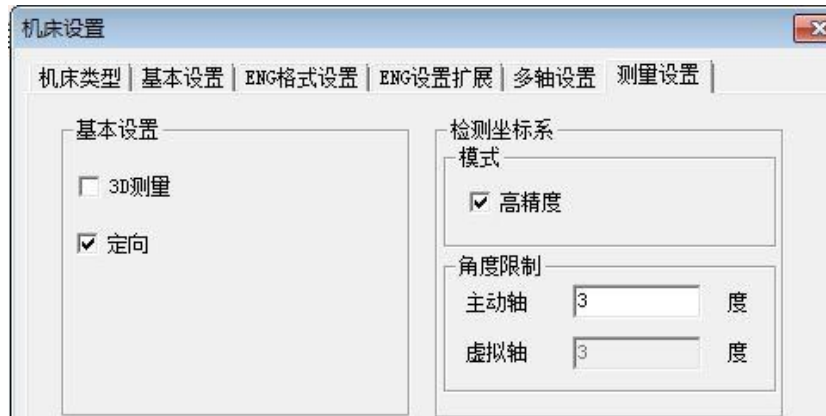 机床设置
机床类型 基本设置 ENG格式设置 ENG设置扩展 多轴设置 测量设置
基本设置
3D测量
定向
检测坐标系
模式
高精度
角度限制
主动轴 3 度
虚拟轴 3 度